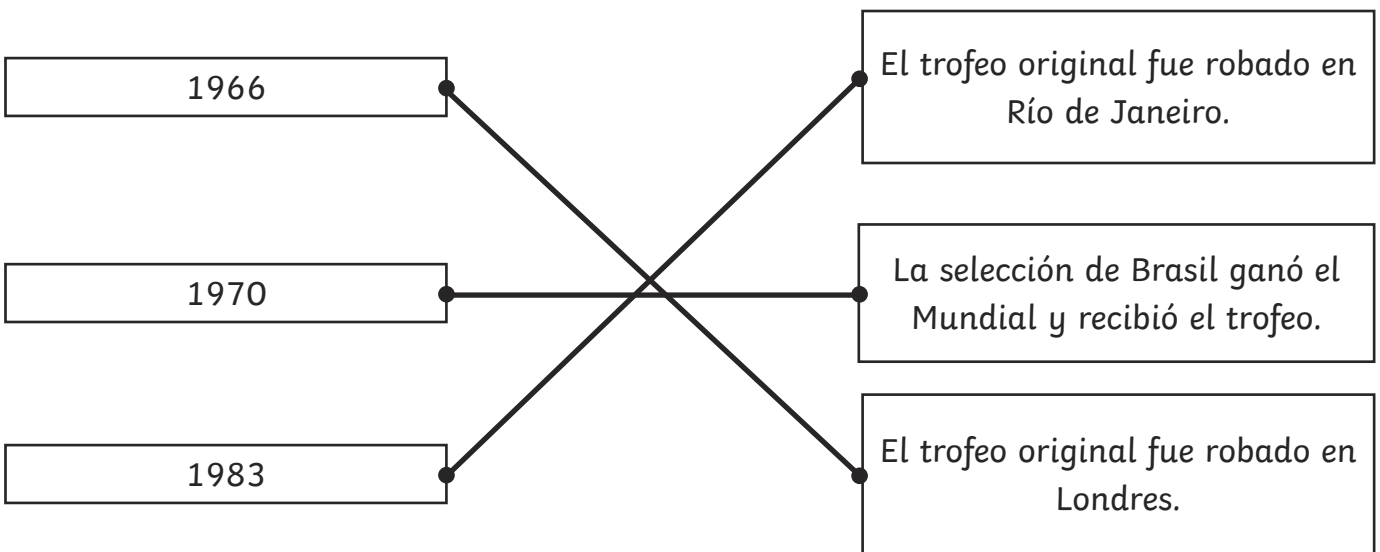 1966
1970
1983
El trofeo original fue robado en
Río de Janeiro.
La selección de Brasil ganó el
Mundial y recibió el trofeo.
El trofeo original fue robado en
Londres.